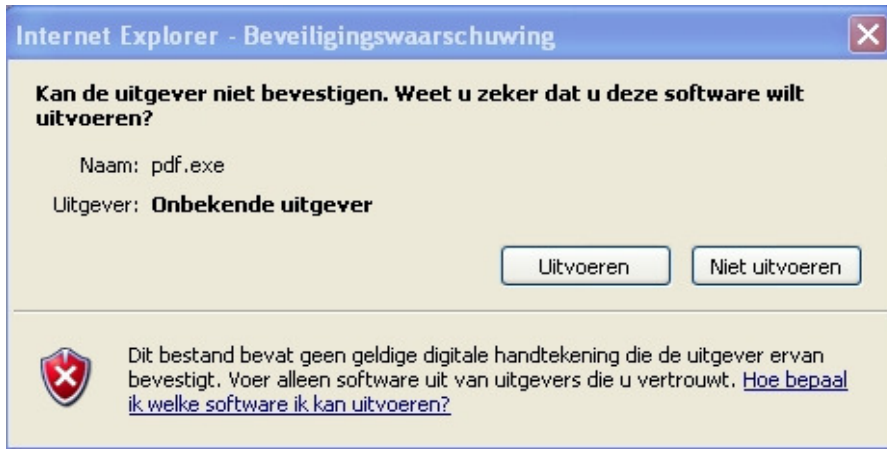 Internet Explorer - Beveiligingswaarschuwing
Kan de uitgever niet bevestigen. Weet u zeker dat u deze software wilt
uitvoeren?
Naam: pdf.exe
Uitgever: Onbekende uitgever
Uitvoeren Niet uitvoeren
Dit bestand bevat geen geldige digitale handtekening die de uitgever ervan
bevestigt. Voer alleen software uit van uitgevers die u vertrouwt. Hoe bepaal
ik welke software ik kan uitvoeren?